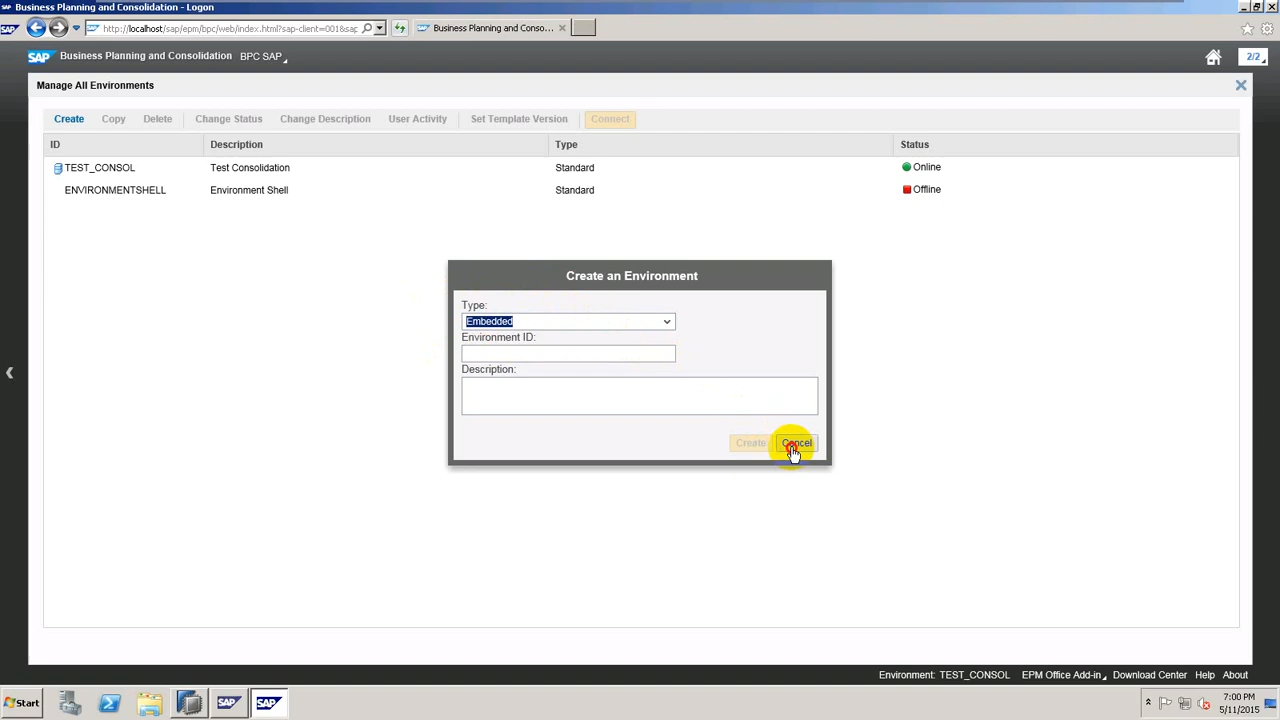 Business Planning and Consolidation - Logon
http://localhost/sap/epm/bpc/web/index.html?sap-client=001&sap
Business Planning and Conso...
SAP Business Planning and Consolidation BPC SAP
2/2
Manage All Environments
Create Copy Delete Change Status Change Description User Activity Set Template Version Connect
ID Description Type Status
TEST_CONSOL Test Consolidation Standard Online
ENVIRONMENTSHELL Environment Shell Standard Offline
Create an Environment
Type:
Embedded
Environment ID:
Description:
Create Cancel
Environment: TEST_CONSOL EPM Office Add-in Download Center Help About
Start SAP SAP 7:00 PM
5/11/2015